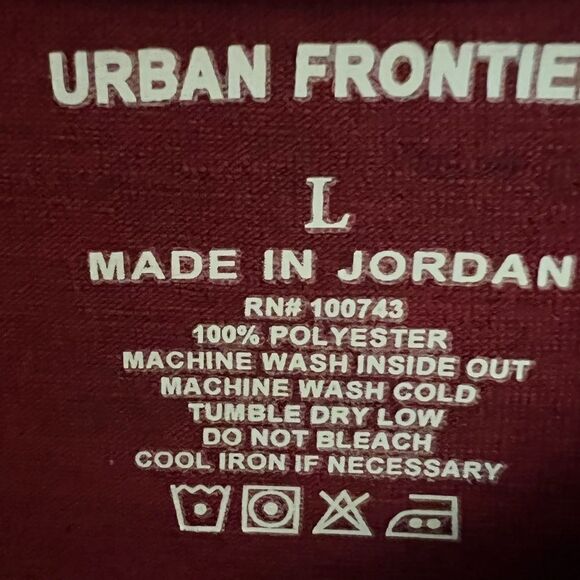 URBAN FRONTIE
L
MADE IN JORDAN
RN# 100743
100% POLYESTER
MACHINE WASH INSIDE OUT
MACHINE WASH COLD
TUMBLE DRY LOW
DO NOT BLEACH
COOL IRON IF NECESSARY